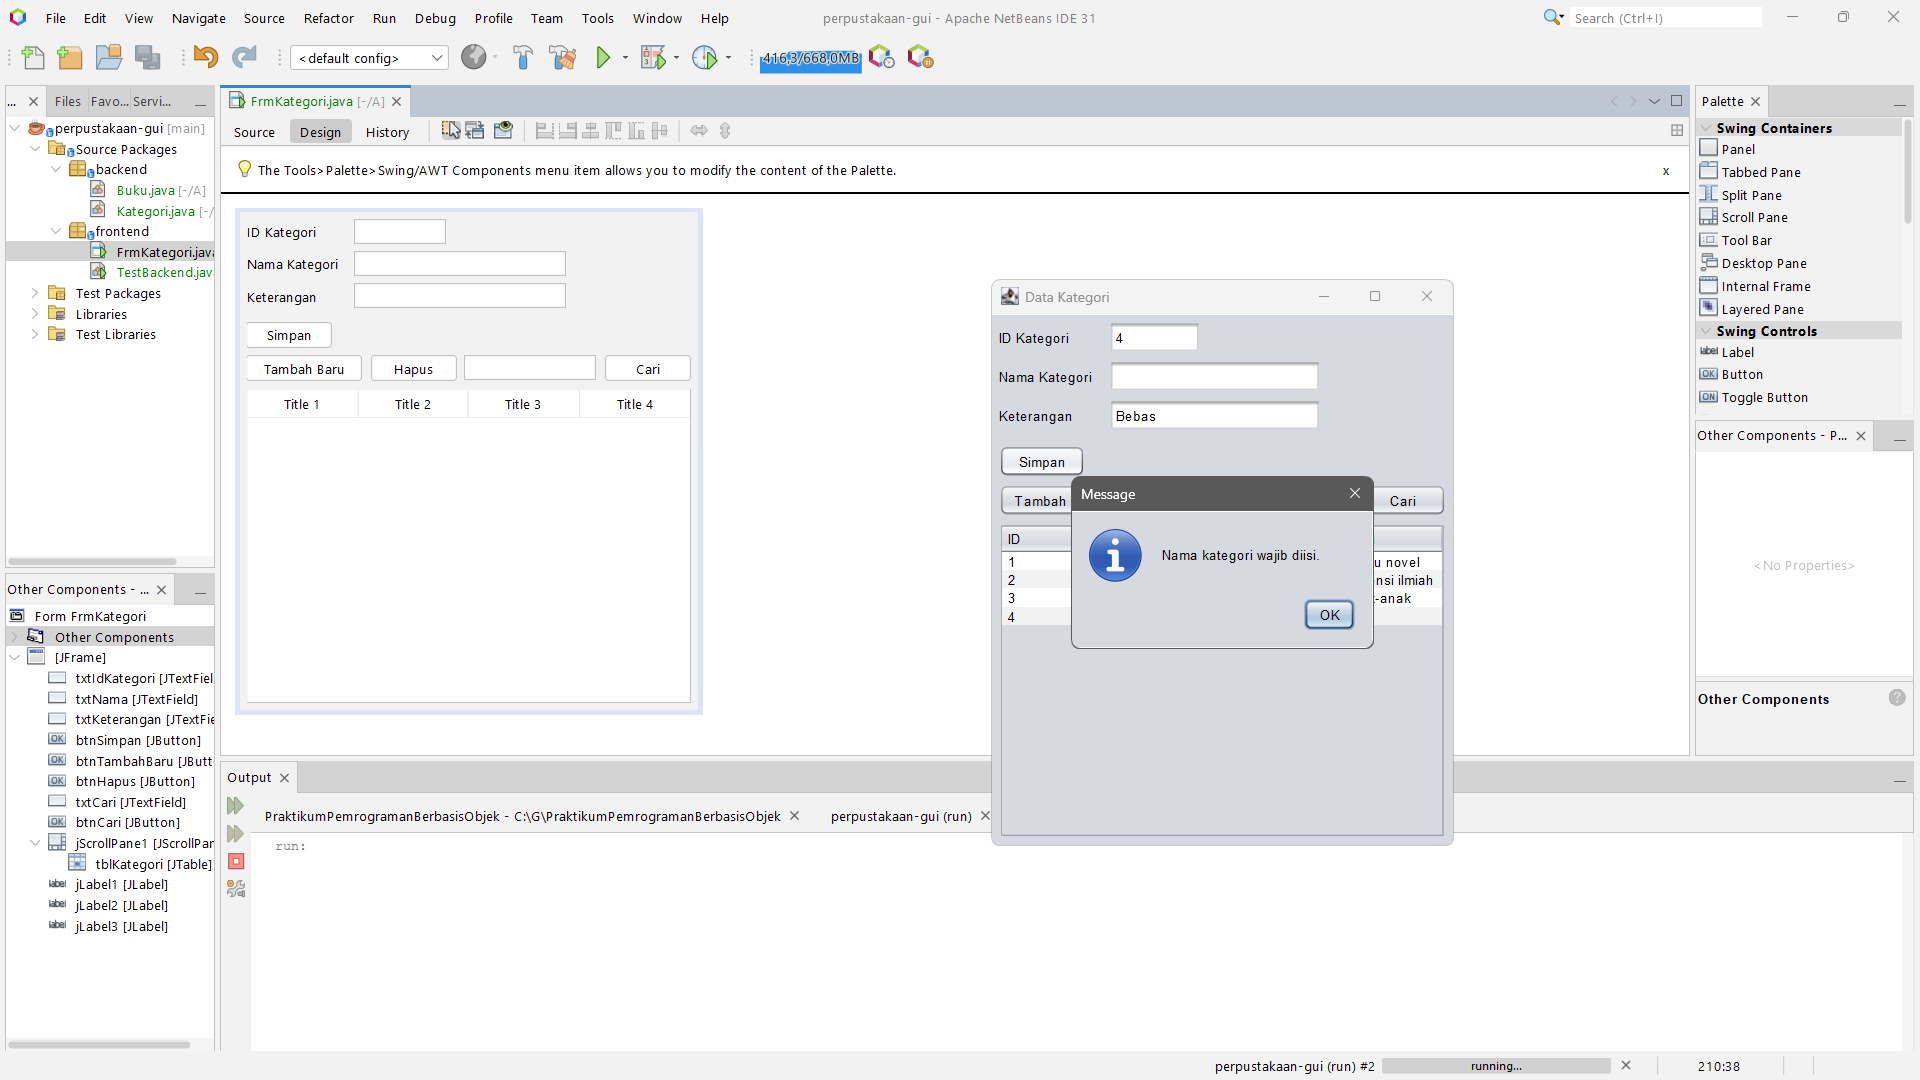 File Edit View Navigate Source Refactor Run Debug Profile Team Tools Window Help
perpustakaan-gui - Apache NetBeans IDE 31
Search (Ctrl+I)
<default config>
416,3/668,0MB
... Files Favo... Servi...
perpustakaan-gui [main]
Source Packages
backend
Buku.java [-/A]
Kategori.java [-/
frontend
FrmKategori.java
TestBackend.jav
Test Packages
Libraries
Test Libraries
Other Components - ...
Form FrmKategori
Other Components
[JFrame]
txtIdKategori [JTextFiel
txtNama [JTextField]
txtKeterangan [JTextFie
btnSimpan [JButton]
btnTambahBaru [JButt
btnHapus [JButton]
txtCari [JTextField]
btnCari [JButton]
jScrollPane1 [JScrollPan
tblKategori [JTable]
jLabel1 [JLabel]
jLabel2 [JLabel]
jLabel3 [JLabel]
FrmKategori.java [-/A]
Source Design History
The Tools>Palette>Swing/AWT Components menu item allows you to modify the content of the Palette.
x
ID Kategori
Nama Kategori
Keterangan
Simpan
Tambah Baru Hapus Cari
Title 1 Title 2 Title 3 Title 4
Data Kategori
ID Kategori 4
Nama Kategori
Keterangan Bebas
Simpan
Tambah Cari
ID
1 u novel
2 ensi ilmiah
3 -anak
4
Message
Nama kategori wajib diisi.
OK
Output
PraktikumPemrogramanBerbasisObjek - C:\G\PraktikumPemrogramanBerbasisObjek perpustakaan-gui (run)
run:
Palette
Swing Containers
Panel
Tabbed Pane
Split Pane
Scroll Pane
Tool Bar
Desktop Pane
Internal Frame
Layered Pane
Swing Controls
label Label
OK Button
ON Toggle Button
Other Components - P...
<No Properties>
Other Components
perpustakaan-gui (run) #2 running... 210:38